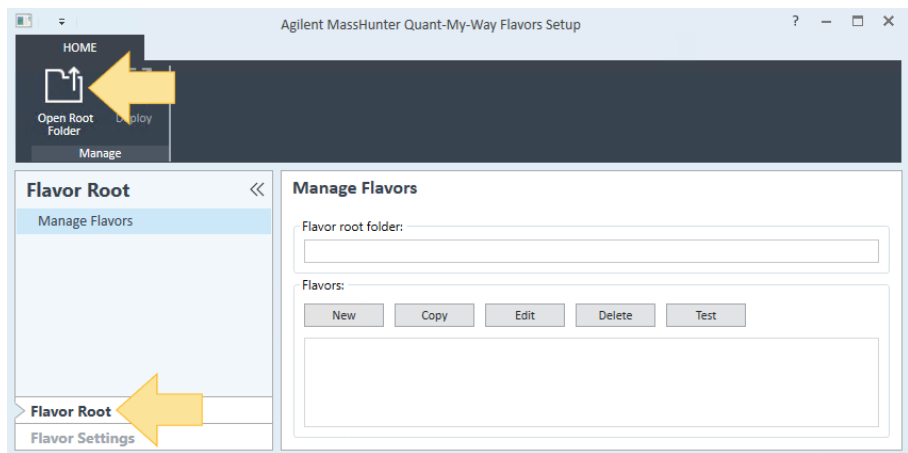 Agilent MassHunter Quant-My-Way Flavors Setup
HOME
Open Root
Folder
Deploy
Manage
Flavor Root
Manage Flavors
Flavor Root
Flavor Settings
Manage Flavors
Flavor root folder:
Flavors:
New Copy Edit Delete Test